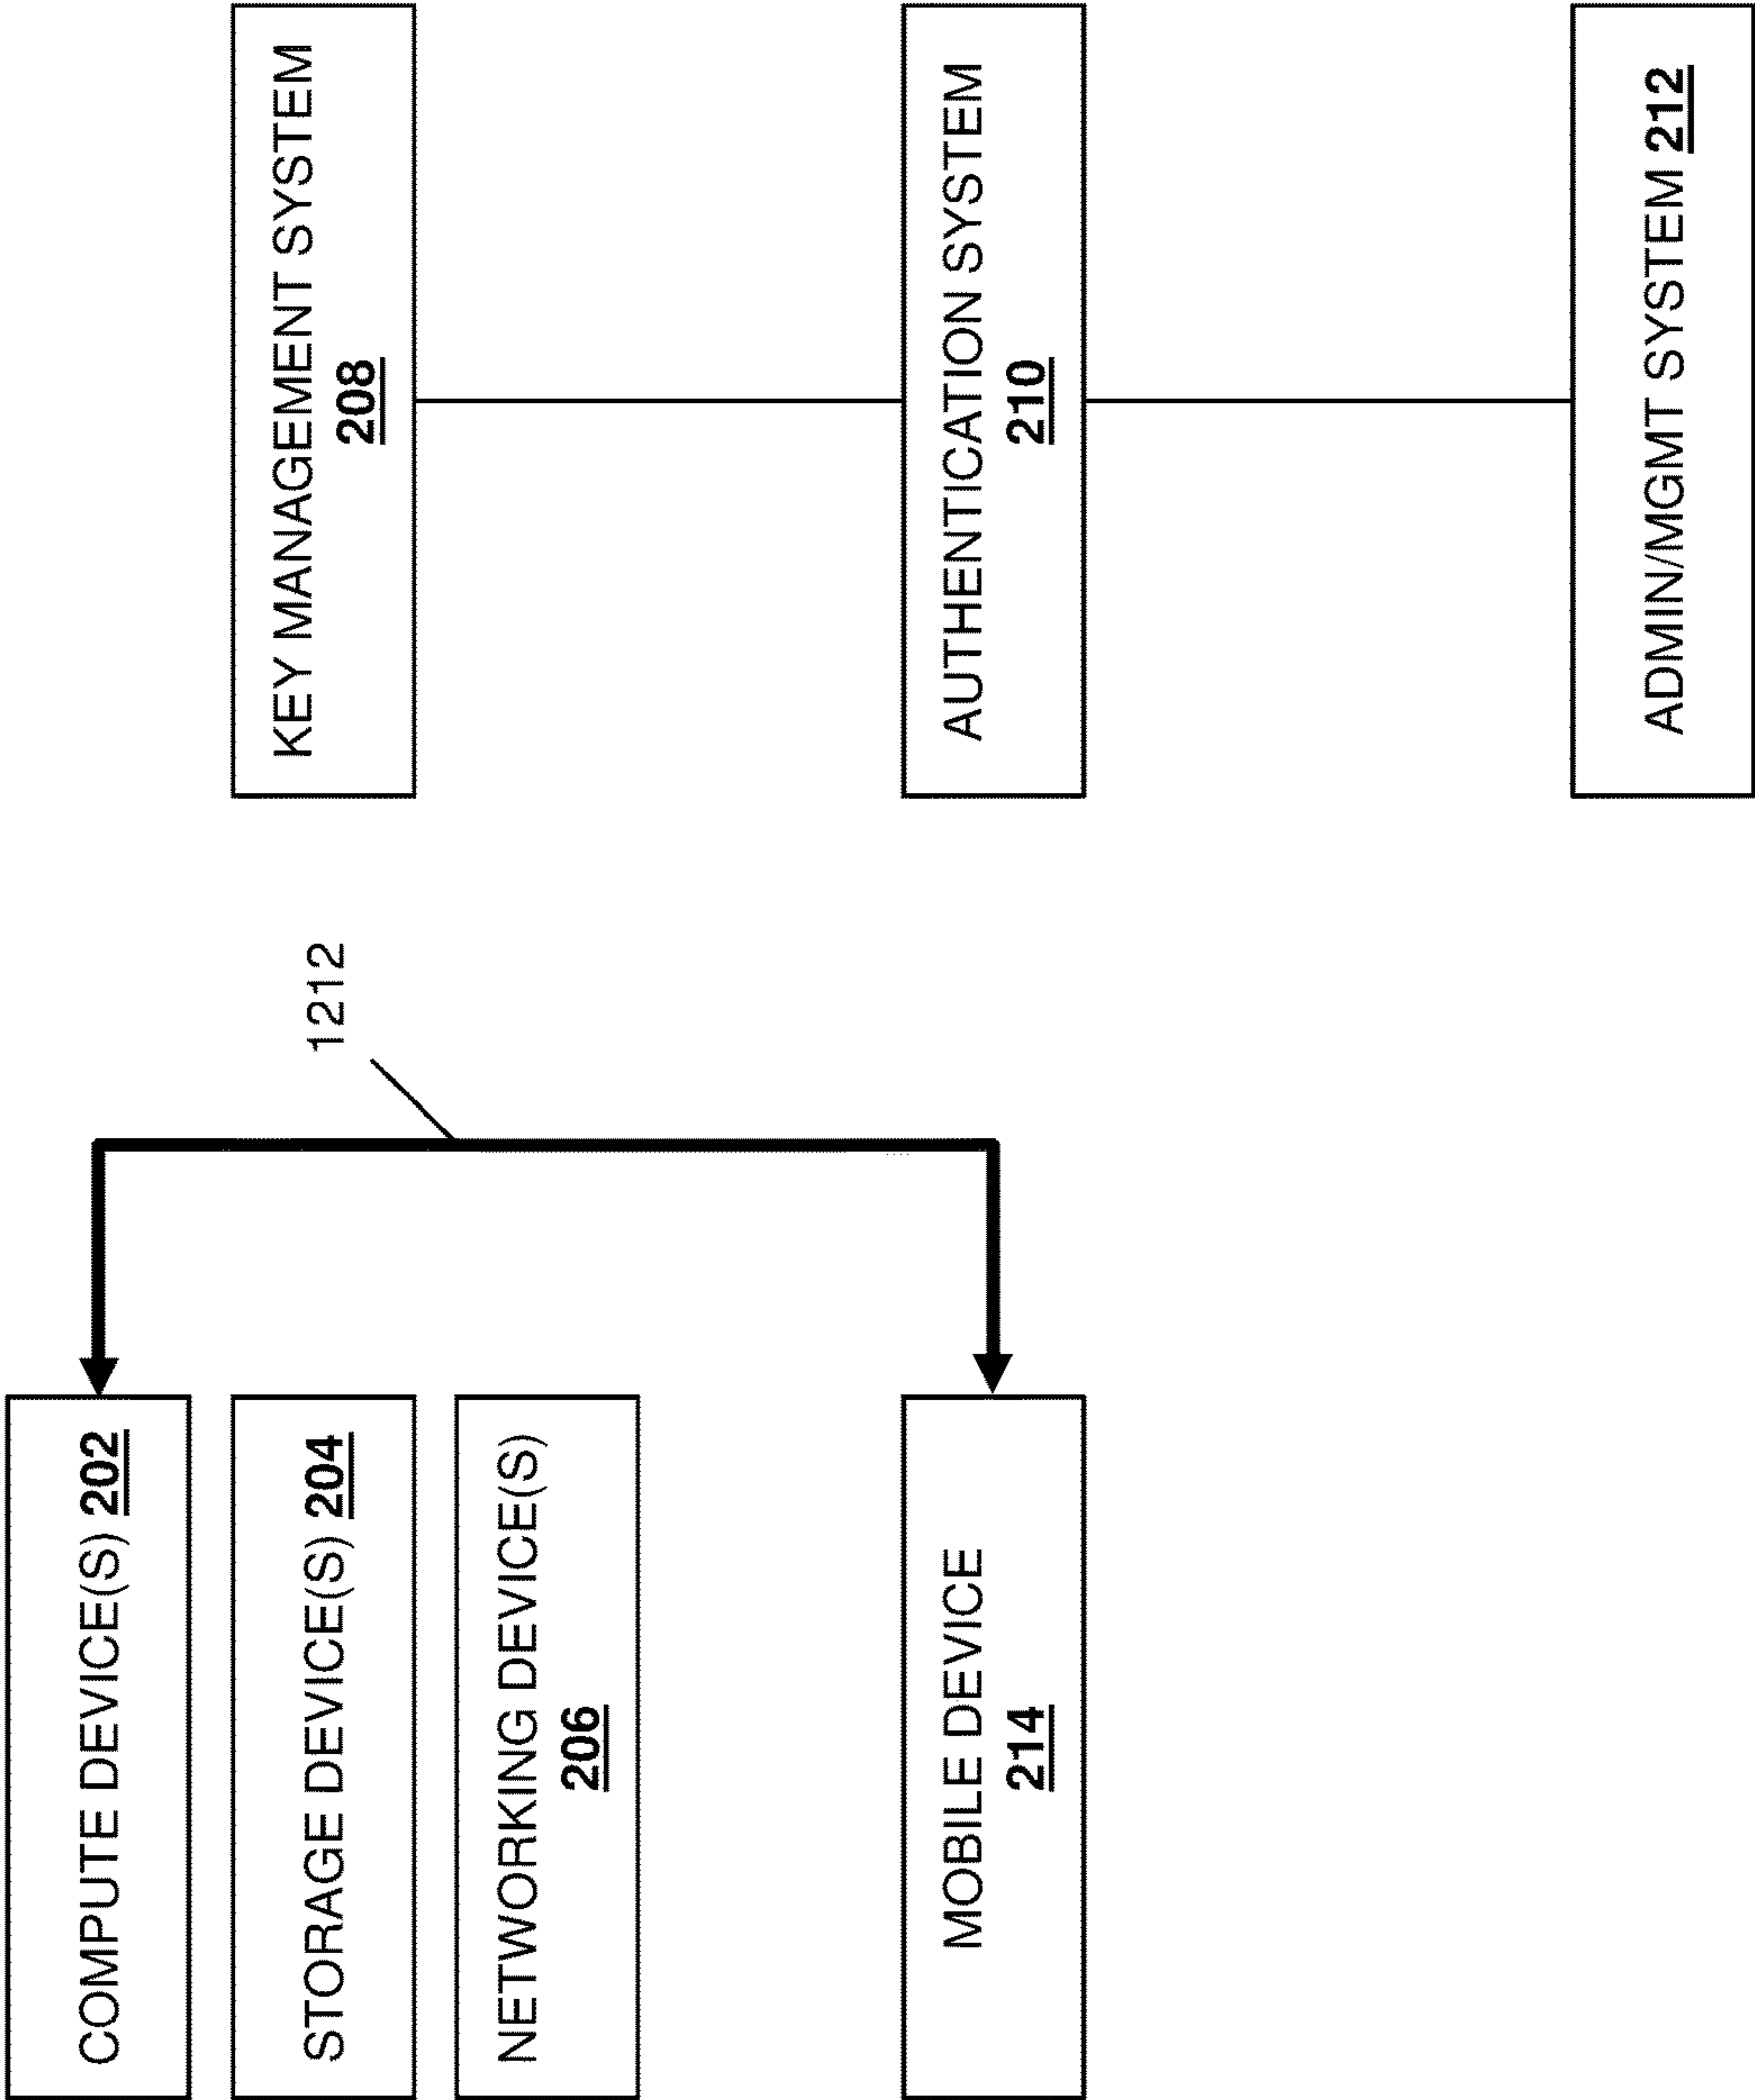 COMPUTE DEVICE(S) 202
STORAGE DEVICE(S) 204
NETWORKING DEVICE(S)
206
MOBILE DEVICE
214
1212
KEY MANAGEMENT SYSTEM
208
AUTHENTICATION SYSTEM
210
ADMIN/MGMT SYSTEM 212